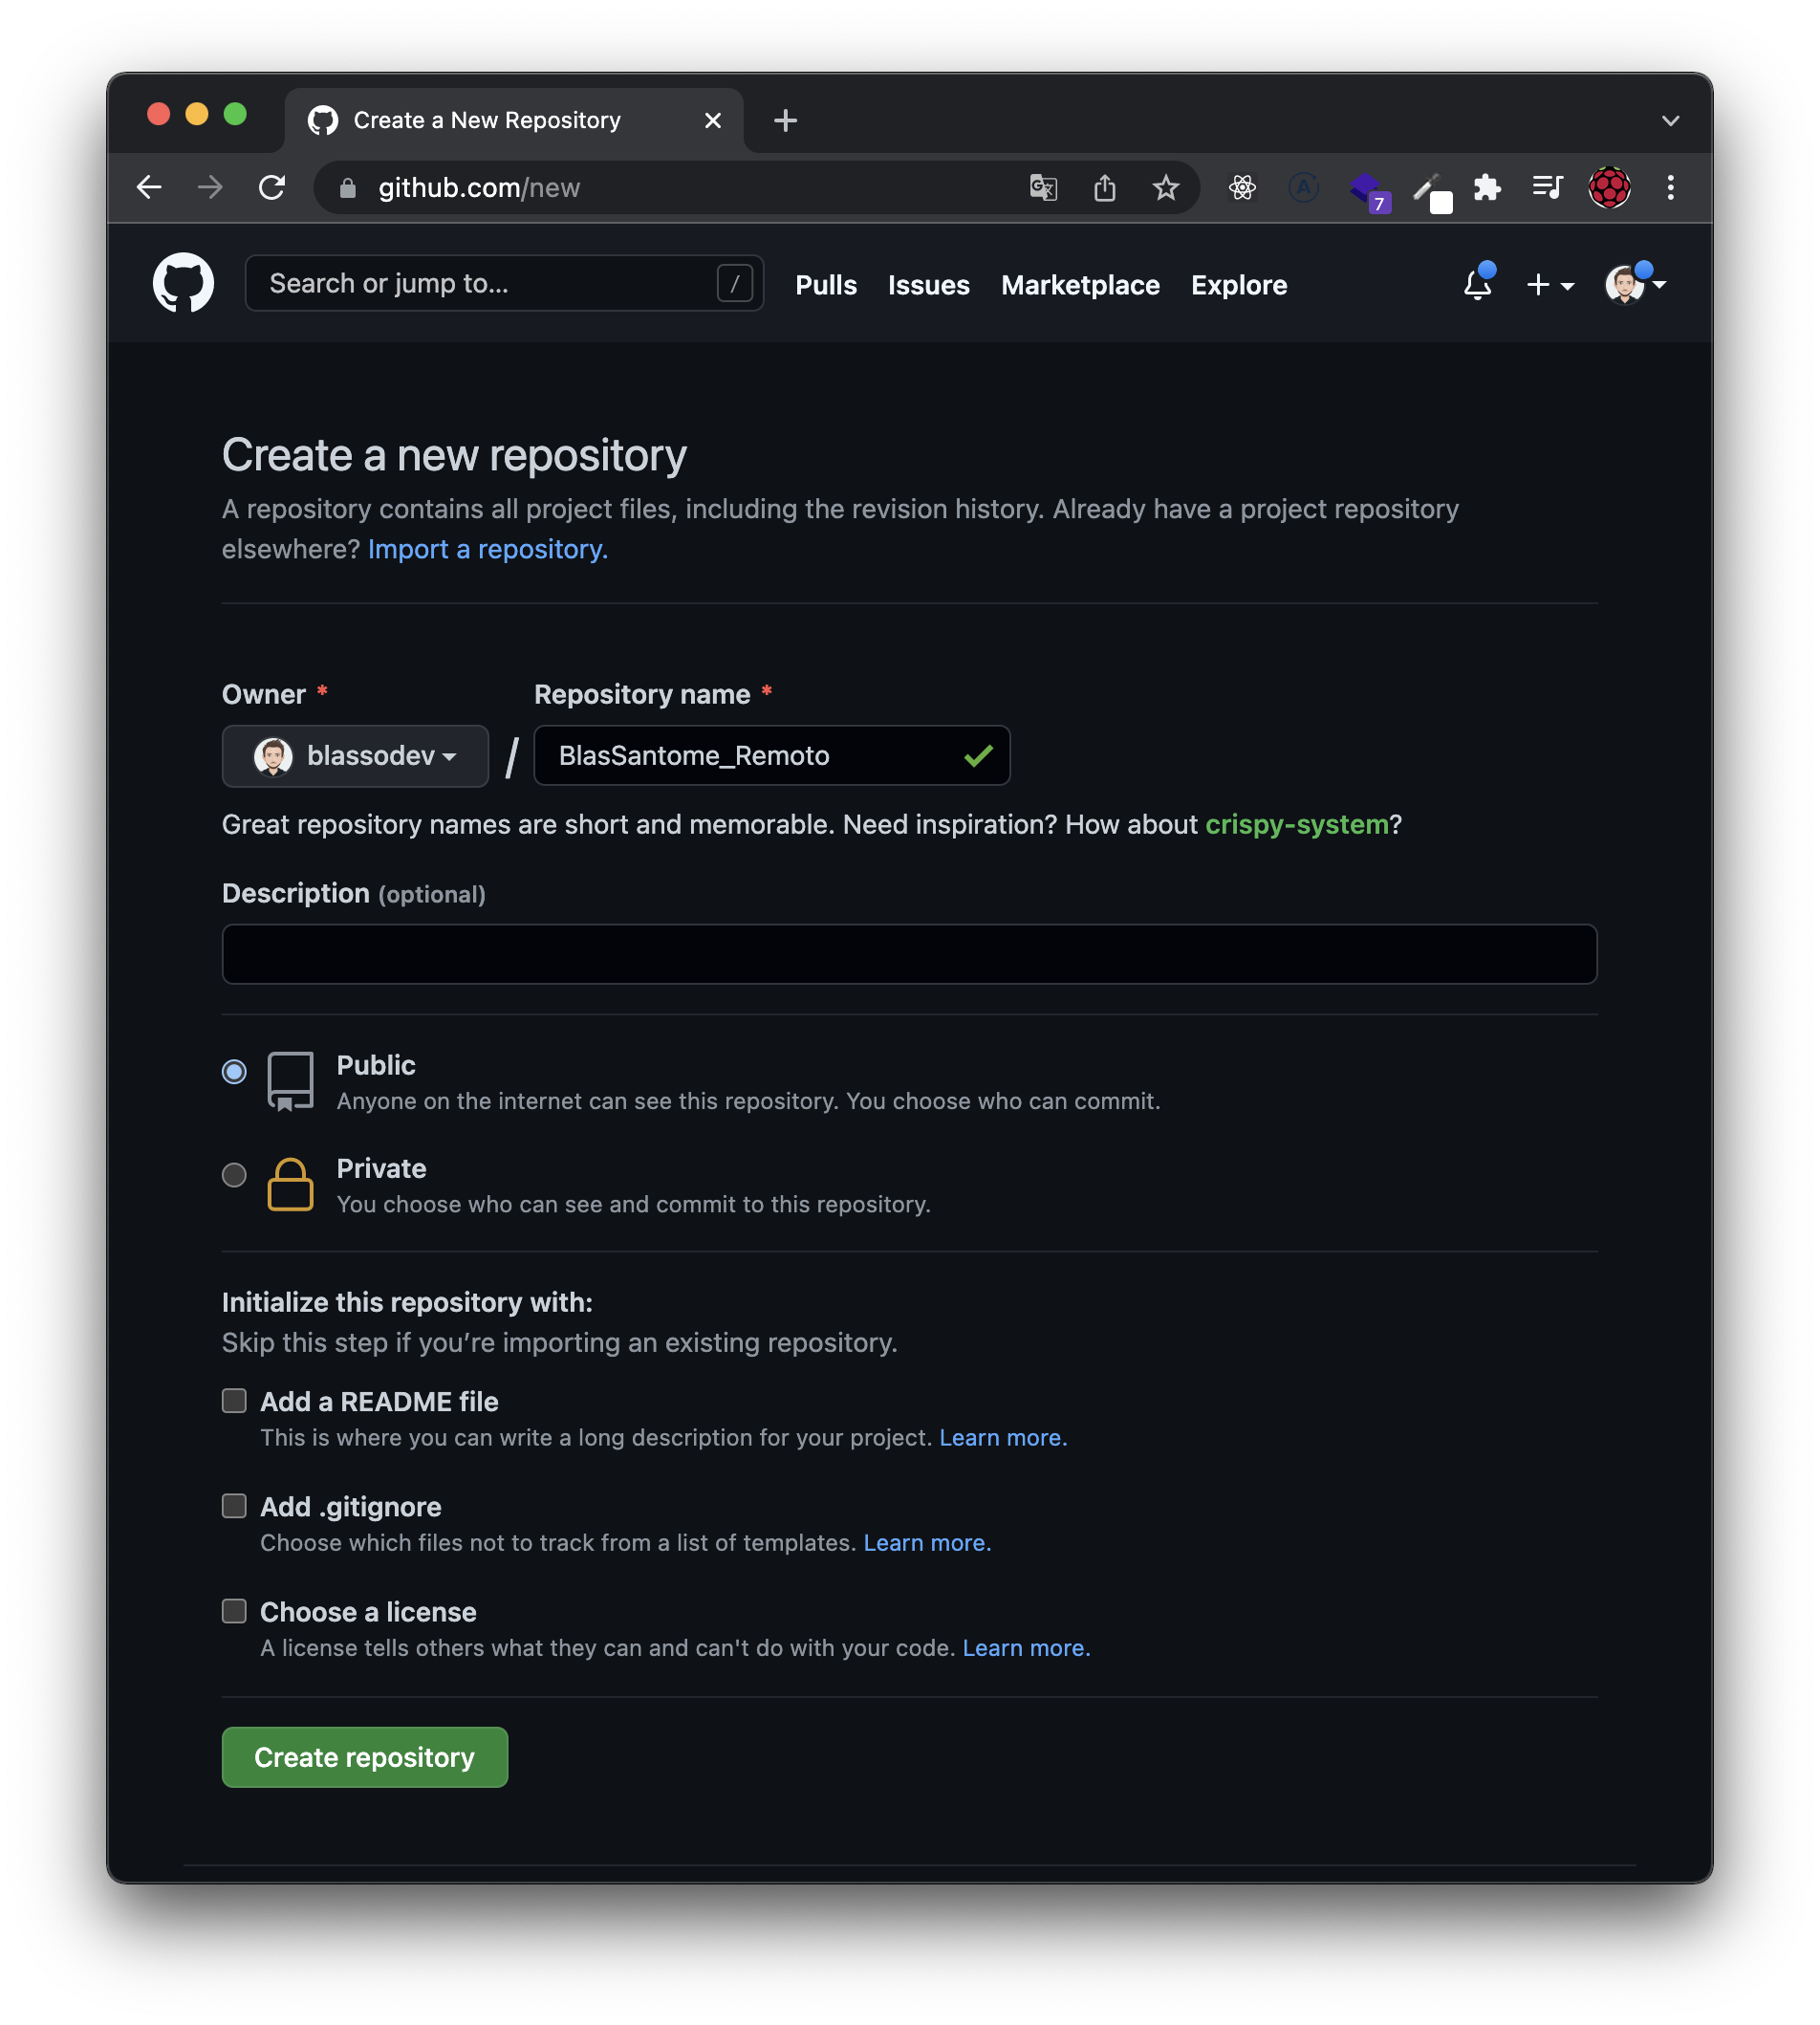 Create a New Repository
github.com/new
7
Search or jump to...
/
Pulls
Issues
Marketplace
Explore
Create a new repository
A repository contains all project files, including the revision history. Already have a project repository
elsewhere? Import a repository.
Owner *
Repository name *
blassodev
/
BlasSantome_Remoto
Great repository names are short and memorable. Need inspiration? How about crispy-system?
Description (optional)
Public
Anyone on the internet can see this repository. You choose who can commit.
Private
You choose who can see and commit to this repository.
Initialize this repository with:
Skip this step if you’re importing an existing repository.
Add a README file
This is where you can write a long description for your project. Learn more.
Add .gitignore
Choose which files not to track from a list of templates. Learn more.
Choose a license
A license tells others what they can and can't do with your code. Learn more.
Create repository